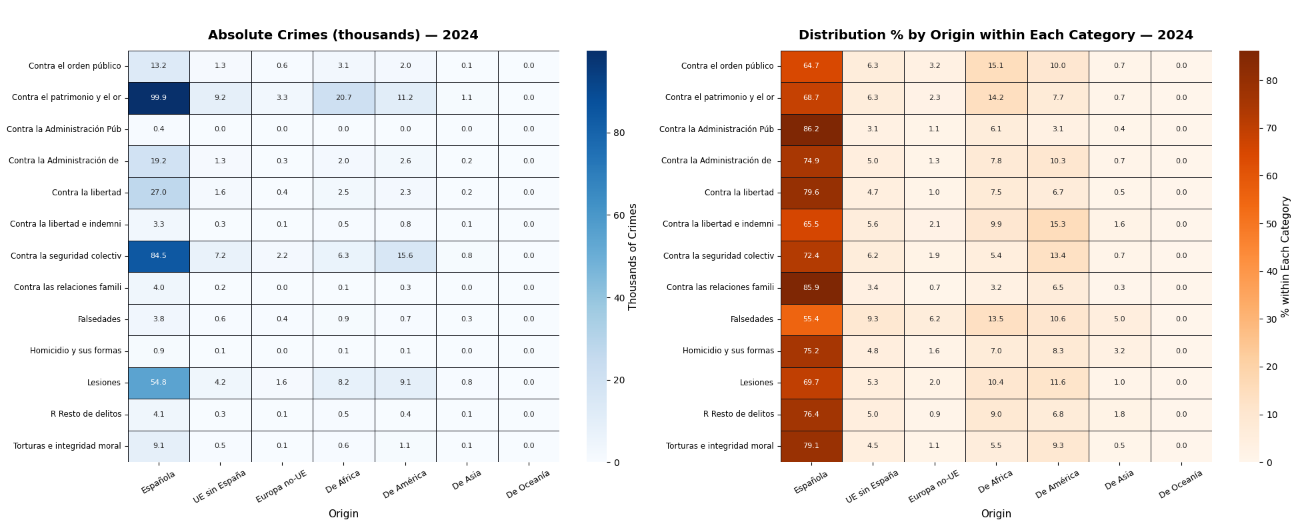 Absolute Crimes (thousands) — 2024
Contra el orden público 13.2 1.3 0.6 3.1 2.0 0.1 0.0
Contra el patrimonio y el or 99.9 9.2 3.3 20.7 11.2 1.1 0.0
Contra la Administración Púb 0.4 0.0 0.0 0.0 0.0 0.0 0.0
Contra la Administración de 19.2 1.3 0.3 2.0 2.6 0.2 0.0
Contra la libertad 27.0 1.6 0.4 2.5 2.3 0.2 0.0
Contra la libertad e indemni 3.3 0.3 0.1 0.5 0.8 0.1 0.0
Contra la seguridad colectiv 84.5 7.2 2.2 6.3 15.6 0.8 0.0
Contra las relaciones famili 4.0 0.2 0.0 0.1 0.3 0.0 0.0
Falsedades 3.8 0.6 0.4 0.9 0.7 0.3 0.0
Homicidio y sus formas 0.9 0.1 0.0 0.1 0.1 0.0 0.0
Lesiones 54.8 4.2 1.6 8.2 9.1 0.8 0.0
R Resto de delitos 4.1 0.3 0.1 0.5 0.4 0.1 0.0
Torturas e integridad moral 9.1 0.5 0.1 0.6 1.1 0.1 0.0
Española UE sin España Europa no-UE De Africa De América De Asia De Oceanía
Origin
80
60
40
20
0
Thousands of Crimes
Distribution % by Origin within Each Category — 2024
Contra el orden público 64.7 6.3 3.2 15.1 10.0 0.7 0.0
Contra el patrimonio y el or 68.7 6.3 2.3 14.2 7.7 0.7 0.0
Contra la Administración Púb 86.2 3.1 1.1 6.1 3.1 0.4 0.0
Contra la Administración de 74.9 5.0 1.3 7.8 10.3 0.7 0.0
Contra la libertad 79.6 4.7 1.0 7.5 6.7 0.5 0.0
Contra la libertad e indemni 65.5 5.6 2.1 9.9 15.3 1.6 0.0
Contra la seguridad colectiv 72.4 6.2 1.9 5.4 13.4 0.7 0.0
Contra las relaciones famili 85.9 3.4 0.7 3.2 6.5 0.3 0.0
Falsedades 55.4 9.3 6.2 13.5 10.6 5.0 0.0
Homicidio y sus formas 75.2 4.8 1.6 7.0 8.3 3.2 0.0
Lesiones 69.7 5.3 2.0 10.4 11.6 1.0 0.0
R Resto de delitos 76.4 5.0 0.9 9.0 6.8 1.8 0.0
Torturas e integridad moral 79.1 4.5 1.1 5.5 9.3 0.5 0.0
Española UE sin España Europa no-UE De Africa De América De Asia De Oceanía
Origin
80
70
60
50
40
30
20
10
0
% within Each Category